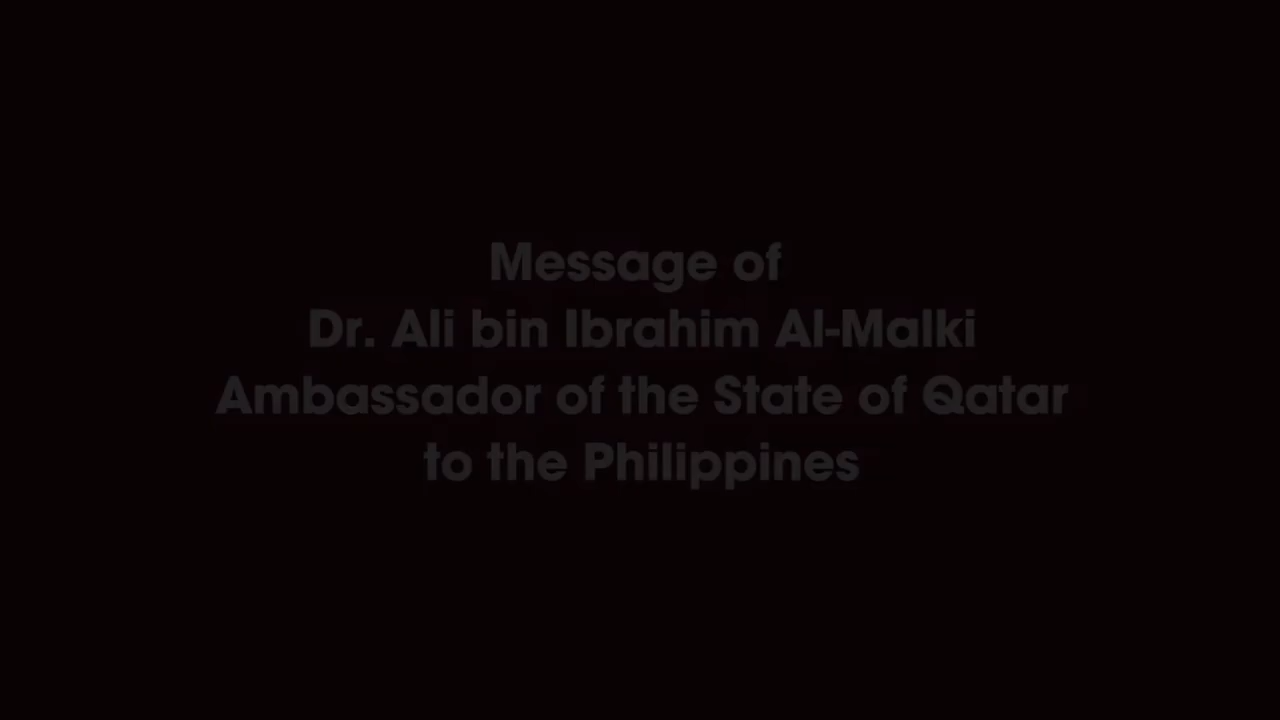 Message of
Dr. Ali bin Ibrahim Al-Malki
Ambassador of the State of Qatar
to the Philippines